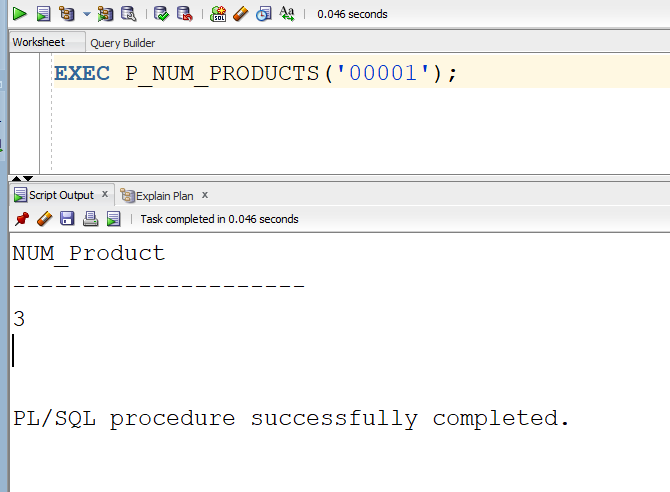 0.046 seconds
Worksheet Query Builder
EXEC P_NUM_PRODUCTS('00001');
Script Output x Explain Plan x
Task completed in 0.046 seconds
NUM_Product
---------------------
3
PL/SQL procedure successfully completed.